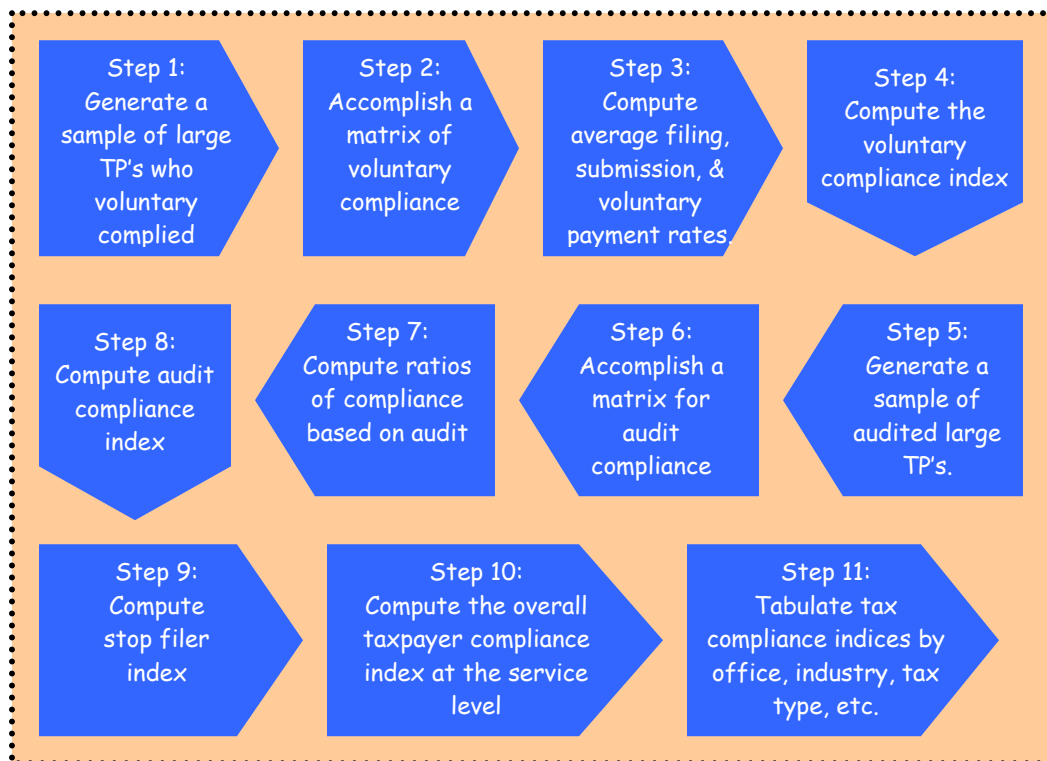 Step 1:
Generate a
sample of large
TP's who
voluntary
complied
Step 2:
Accomplish a
matrix of
voluntary
compliance
Step 3:
Compute
average filing,
submission, &
voluntary
payment rates.
Step 4:
Compute the
voluntary
compliance index
Step 5:
Generate a
sample of
audited large
TP's.
Step 6:
Accomplish a
matrix for
audit
compliance
Step 7:
Compute ratios
of compliance
based on audit
Step 8:
Compute audit
compliance
index
Step 9:
Compute
stop filer
index
Step 10:
Compute the overall
taxpayer compliance
index at the service
level
Step 11:
Tabulate tax
compliance indices by
office, industry, tax
type, etc.